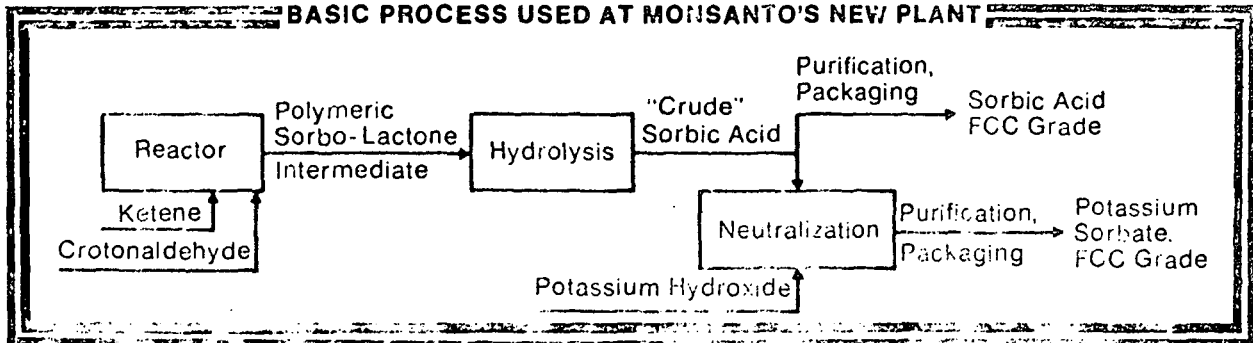 BASIC PROCESS USED AT MONSANTO'S NEW PLANT
Reactor
Ketene
Crotonaldehyde
Polymeric
Sorbo-Lactone
Intermediate
Hydrolysis
"Crude"
Sorbic Acid
Purification,
Packaging
Sorbic Acid
FCC Grade
Neutralization
Potassium Hydroxide
Purification,
Packaging
Potassium
Sorbate,
FCC Grade